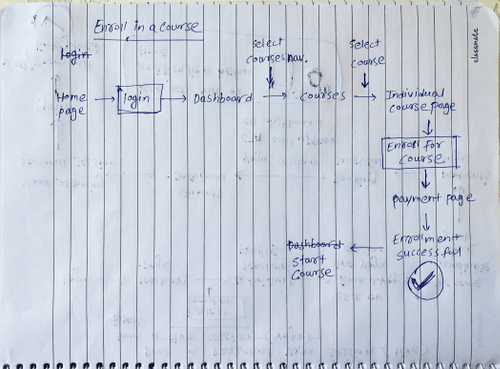 Enroll in a course
Login
select
courses nav.
select
course
classmate
Home
page
login
Dashboard
courses
Individual
course page
Enroll for
course
payment page
Enrollment
successful
Dashboard
start
course